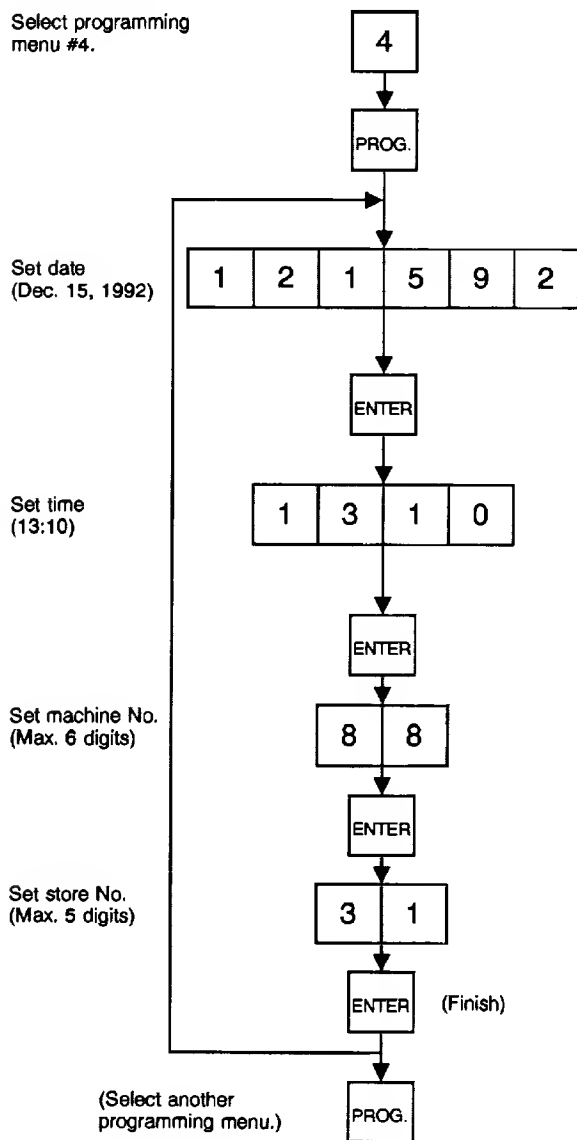 Select programming
menu #4.
4
PROG.
Set date
(Dec. 15, 1992)
1 2 1 5 9 2
ENTER
Set time
(13:10)
1 3 1 0
ENTER
Set machine No.
(Max. 6 digits)
8 8
ENTER
Set store No.
(Max. 5 digits)
3 1
ENTER (Finish)
(Select another
programming menu.)
PROG.